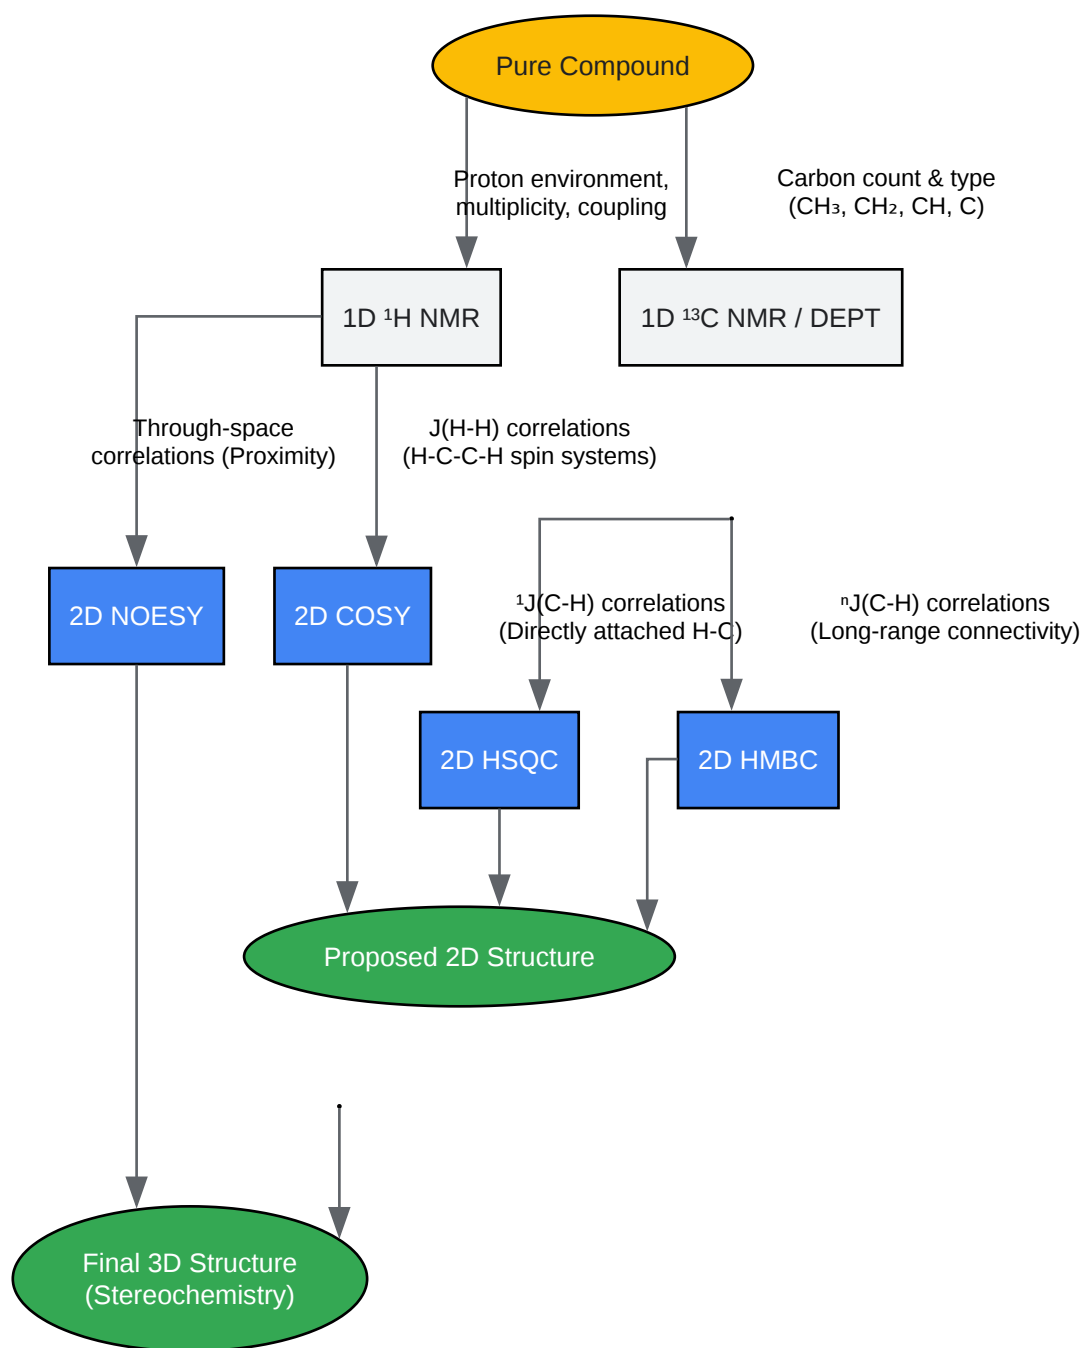 Pure Compound
Proton environment,
multiplicity, coupling
Carbon count & type
(CH₃, CH₂, CH, C)
1D ¹H NMR
1D ¹³C NMR / DEPT
Through-space
correlations (Proximity)
J(H-H) correlations
(H-C-C-H spin systems)
2D NOESY
2D COSY
¹J(C-H) correlations
(Directly attached H-C)
ⁿJ(C-H) correlations
(Long-range connectivity)
2D HSQC
2D HMBC
Proposed 2D Structure
Final 3D Structure
(Stereochemistry)